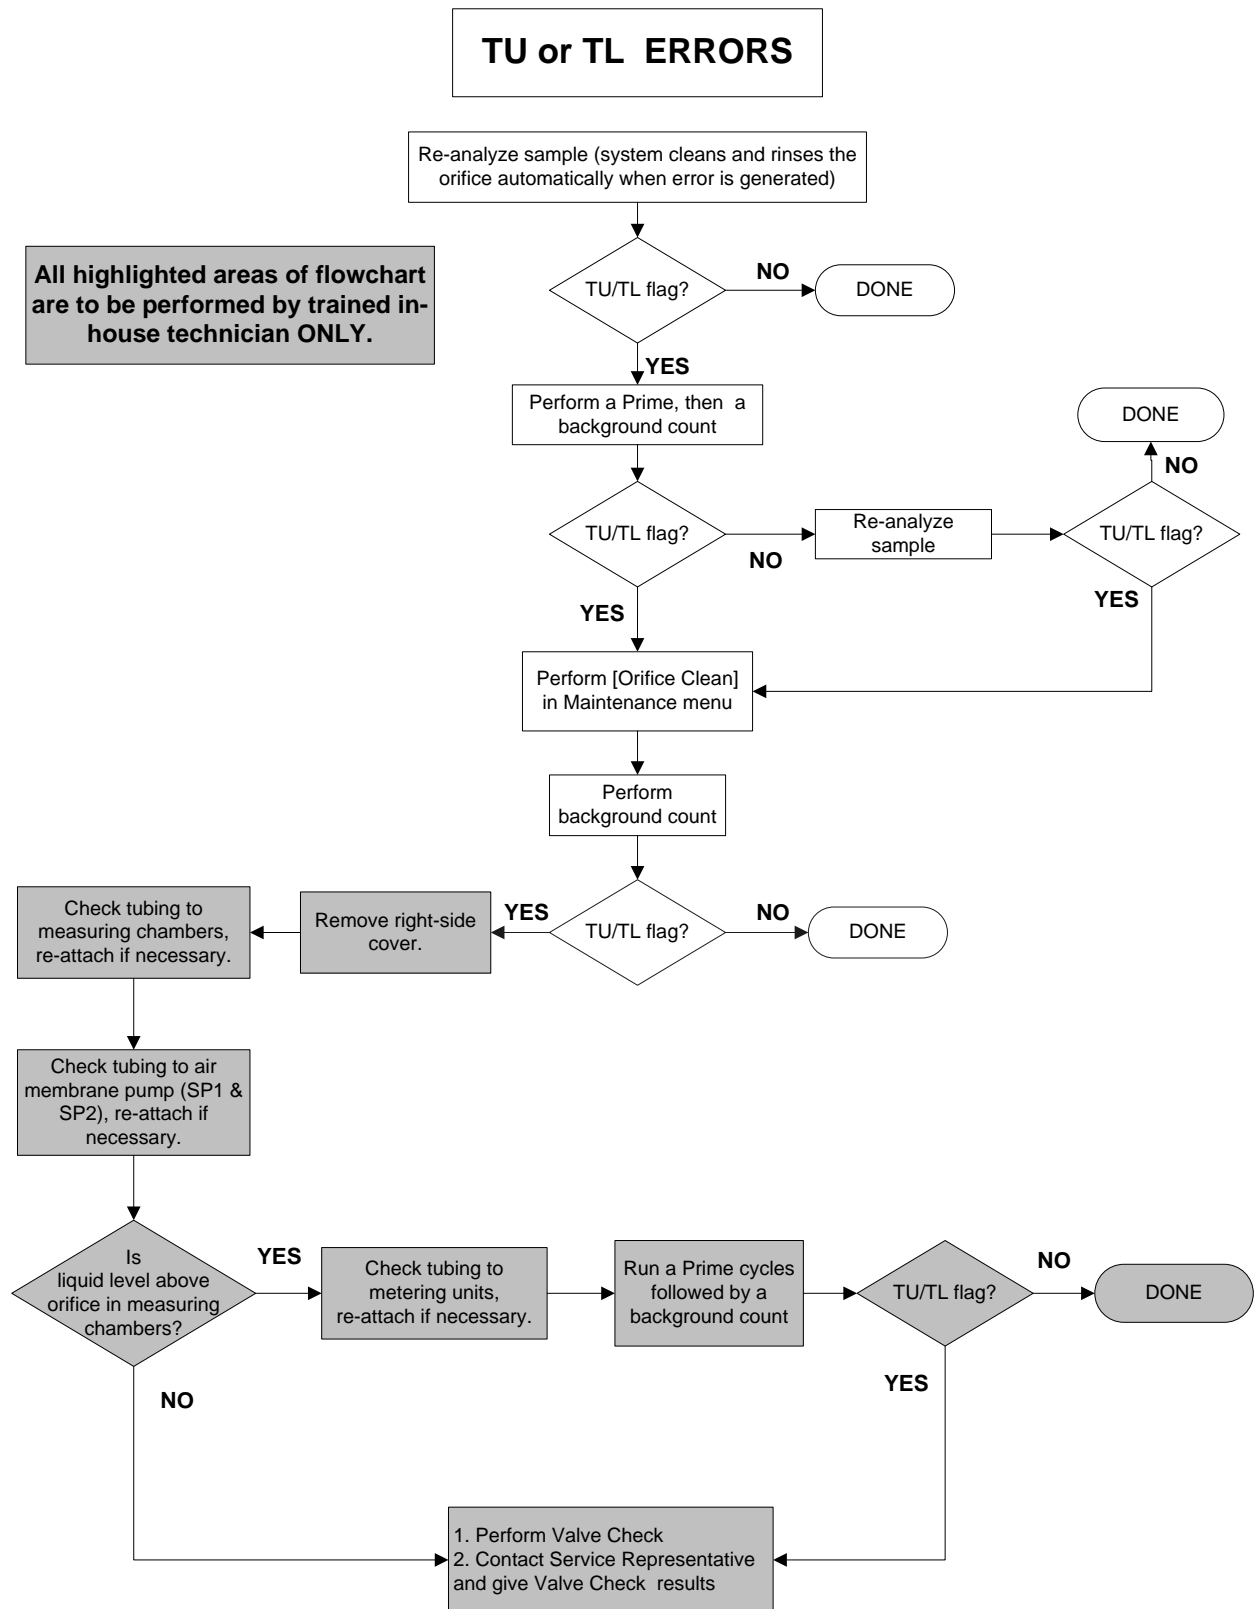 TU or TL ERRORS
Re-analyze sample (system cleans and rinses the
orifice automatically when error is generated)
All highlighted areas of flowchart
are to be performed by trained in-
house technician ONLY.
TU/TL flag?
NO
DONE
YES
Perform a Prime, then a
background count
DONE
NO
TU/TL flag?
NO
Re-analyze
sample
TU/TL flag?
YES
YES
Perform [Orifice Clean]
in Maintenance menu
Perform
background count
TU/TL flag?
NO
DONE
YES
Remove right-side
cover.
Check tubing to
measuring chambers,
re-attach if necessary.
Check tubing to air
membrane pump (SP1 &
SP2), re-attach if
necessary.
Is
liquid level above
orifice in measuring
chambers?
YES
Check tubing to
metering units,
re-attach if necessary.
Run a Prime cycles
followed by a
background count
TU/TL flag?
NO
DONE
YES
NO
1. Perform Valve Check
2. Contact Service Representative
and give Valve Check results